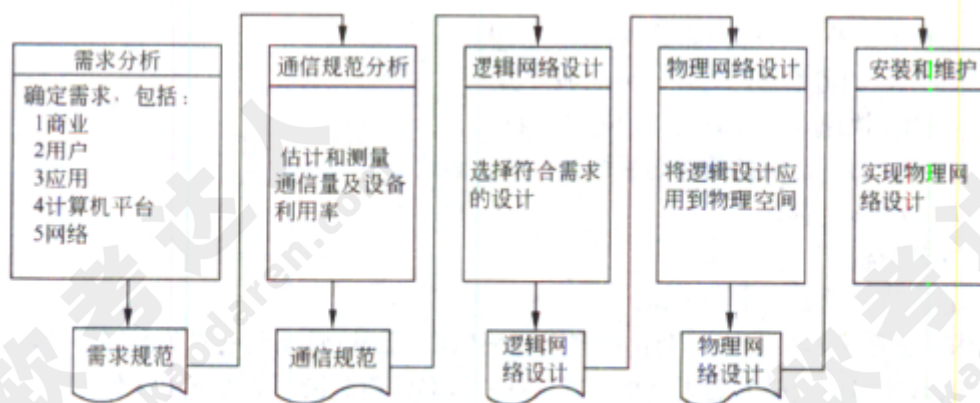 需求分析
确定需求，包括：
1商业
2用户
3应用
4计算机平台
5网络
需求规范
通信规范分析
估计和测量
通信量及设备
利用率
通信规范
逻辑网络设计
选择符合需求
的设计
逻辑网
络设计
物理网络设计
将逻辑设计应
用到物理空间
物理网
络设计
安装和维护
实现物理网
络设计
软考达人